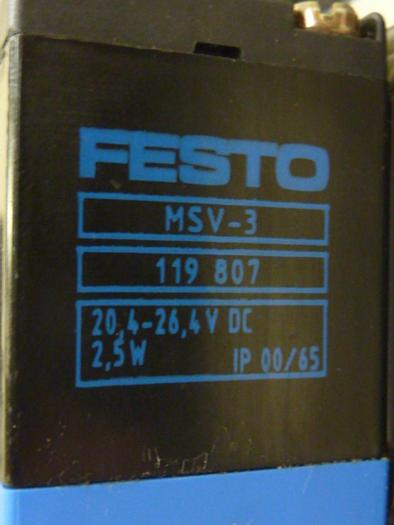 FESTO
MSV-3
119 807
20,4-26,4V DC
2,5W IP 00/65